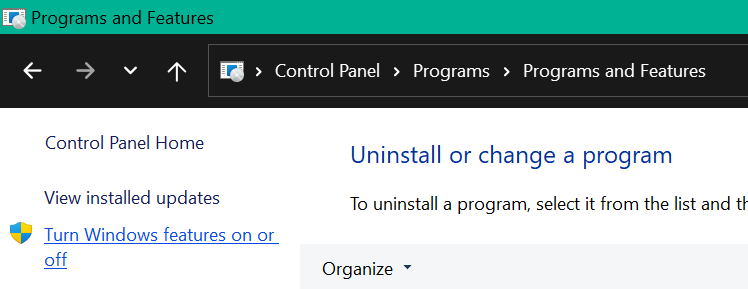 Programs and Features
Control Panel > Programs > Programs and Features
Control Panel Home
Uninstall or change a program
View installed updates
To uninstall a program, select it from the list and
Turn Windows features on or
off
Organize